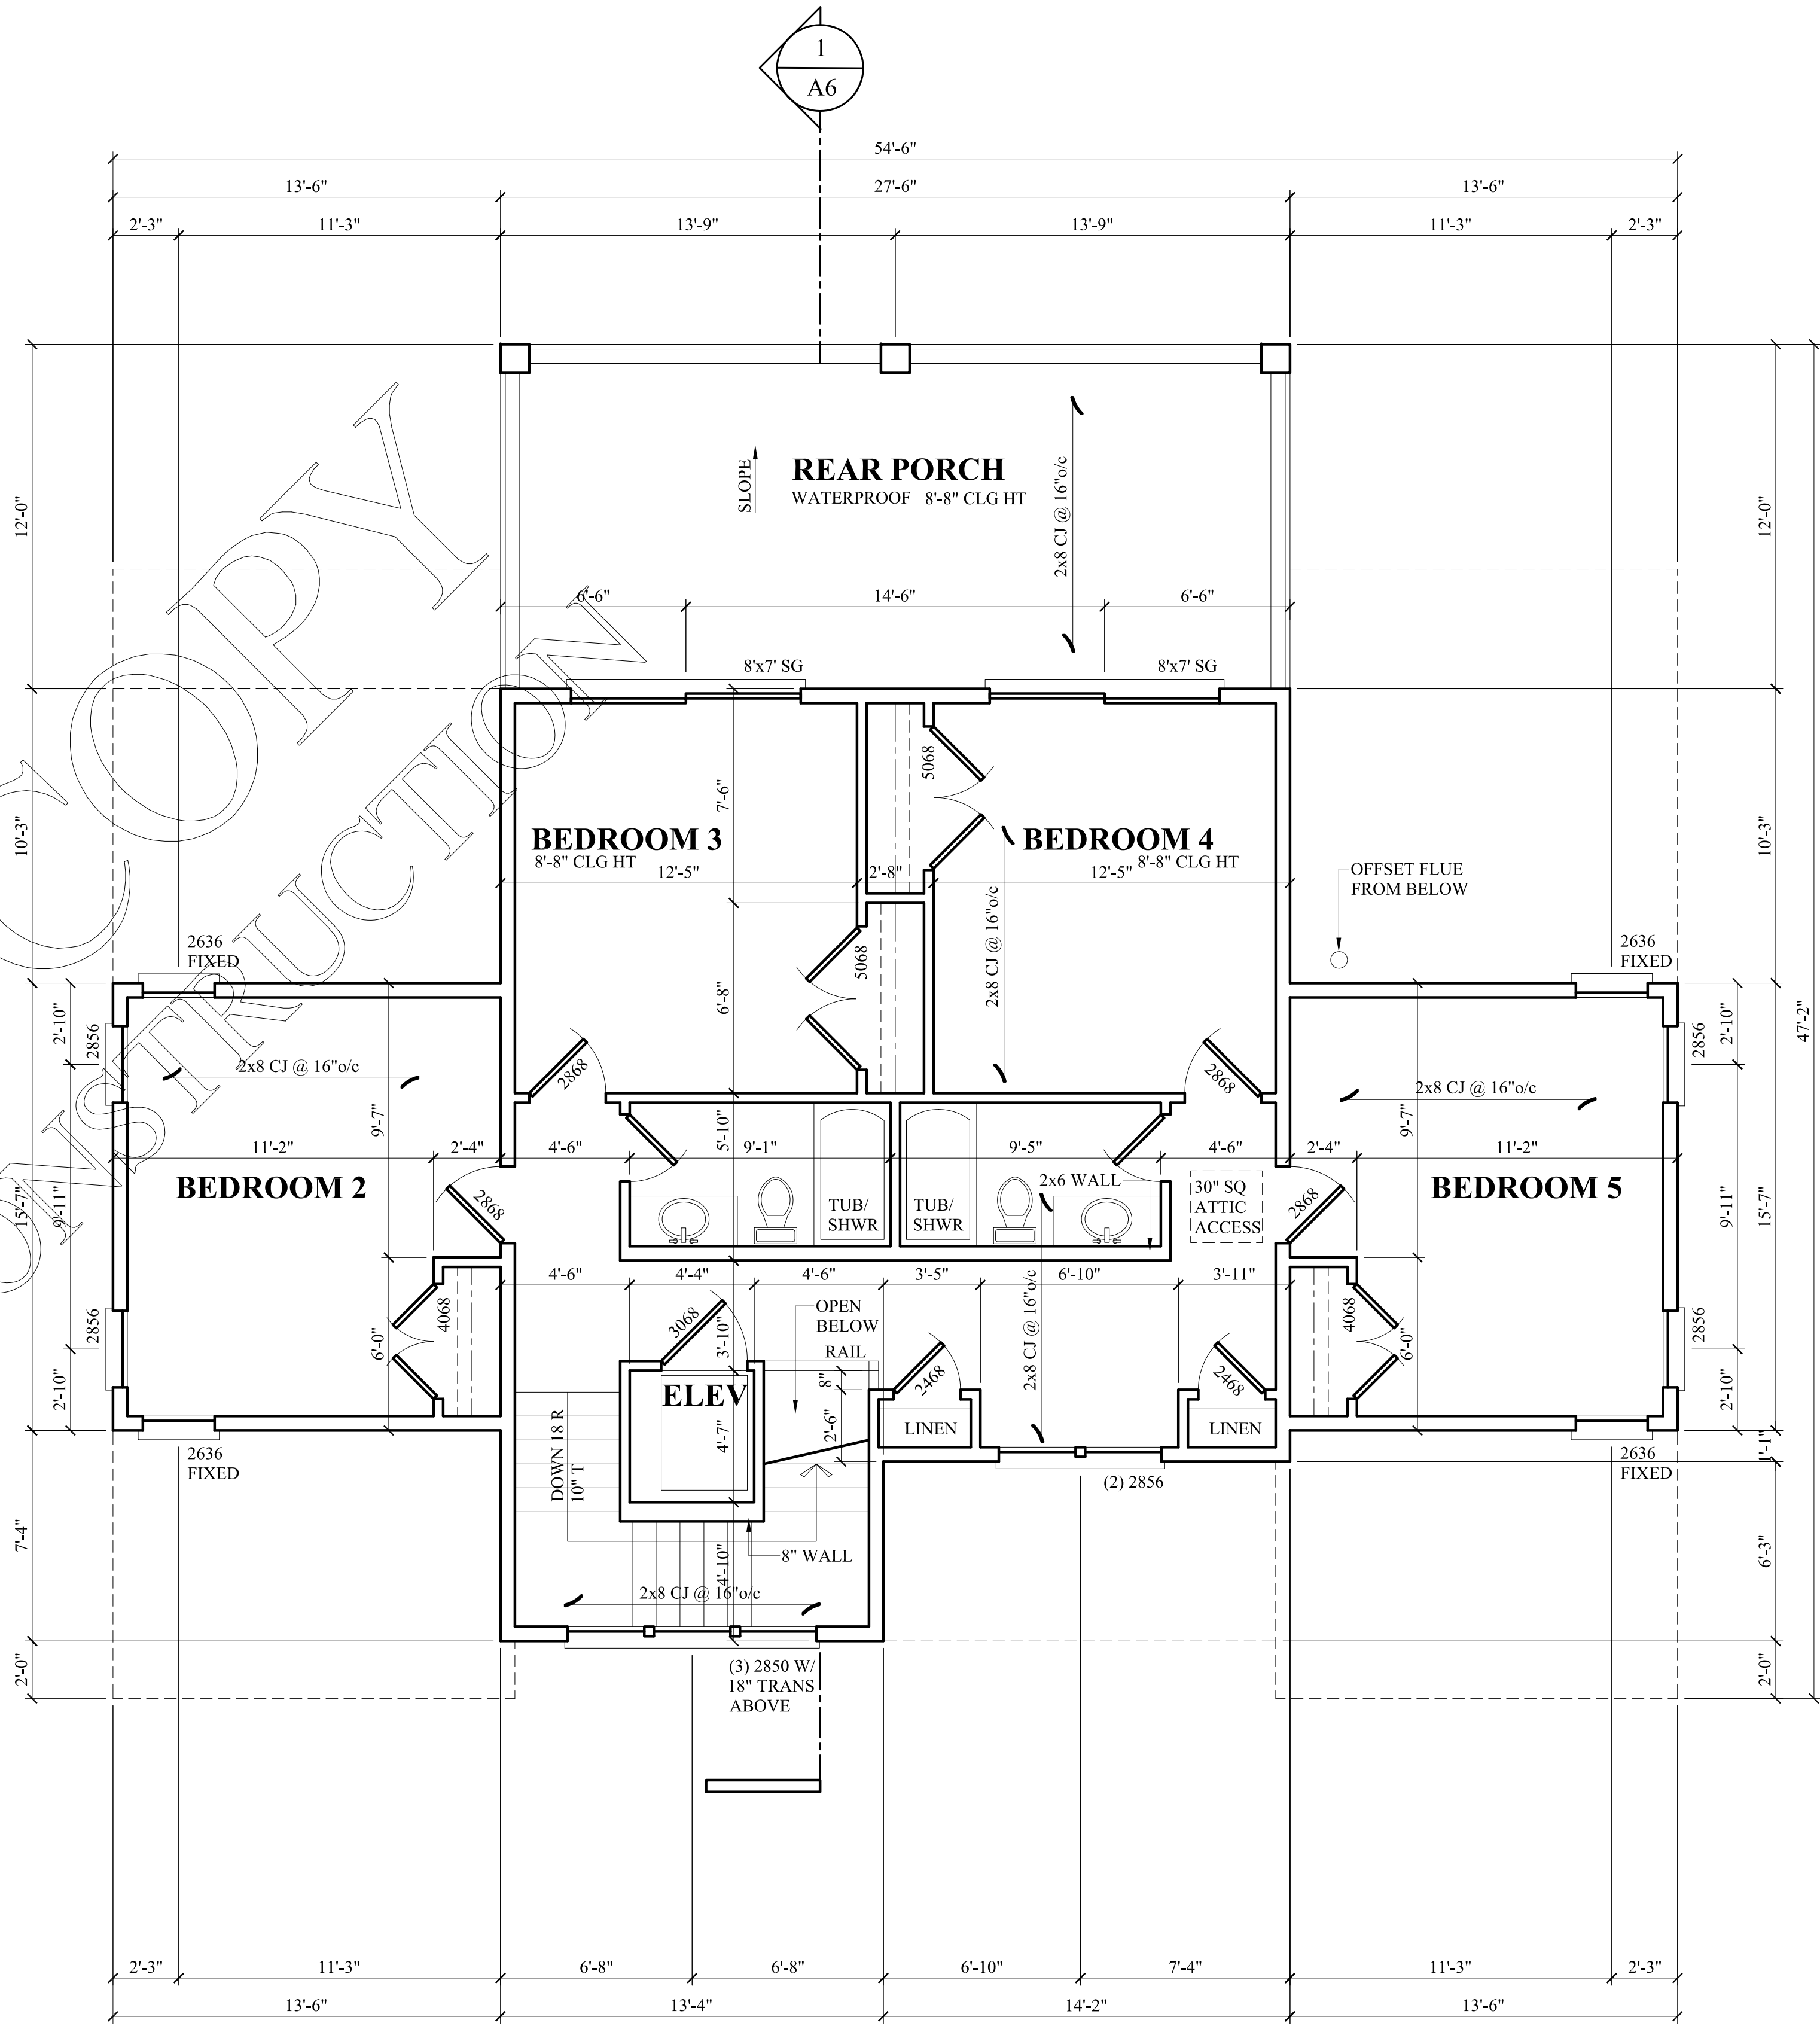 1
A6
54'-6"
13'-6" 27'-6" 13'-6"
2'-3" 11'-3" 13'-9" 13'-9" 11'-3" 2'-3"
COPY
CONSTRUCTION
12'-0"
SLOPE
REAR PORCH
WATERPROOF 8'-8" CLG HT
2x8 CJ @ 16"o/c
12'-0"
6'-6" 14'-6" 6'-6"
8'x7' SG 8'x7' SG
10'-3"
7'-6"
5068
BEDROOM 3
8'-8" CLG HT
BEDROOM 4
8'-8" CLG HT
10'-3"
12'-5" 2'-8" 12'-5"
OFFSET FLUE
FROM BELOW
2636
FIXED
5068
6'-8"
2x8 CJ @ 16"o/c
2636
FIXED
47'-2"
2'-10"
2856
2x8 CJ @ 16"o/c
2868
2868
2x8 CJ @ 16"o/c
2856
2'-10"
9'-7"
5'-10"
9'-7"
11'-2" 2'-4" 4'-6" 9'-1" 9'-5" 4'-6" 2'-4" 11'-2"
BEDROOM 2
2868
TUB/
SHWR
TUB/
SHWR
2x6 WALL
30" SQ
ATTIC
ACCESS
2868
BEDROOM 5
15'-7"
9'-11"
9'-11"
15'-7"
4'-6" 4'-4" 4'-6" 3'-5" 6'-10" 3'-11"
2856
6'-0"
4068
3068
3'-10"
OPEN
BELOW
RAIL
2x8 CJ @ 16"o/c
4068
6'-0"
2856
2'-10"
ELEV
8"
2468
2468
2'-10"
DOWN 18 R
10" T
4'-7"
2'-6"
LINEN
LINEN
2636
FIXED
(2) 2856
2636
FIXED
1'-1"
7'-4"
8" WALL
4'-10"
2x8 CJ @ 16"o/c
6'-3"
2'-0"
(3) 2850 W/
18" TRANS
ABOVE
2'-0"
2'-3" 11'-3" 6'-8" 6'-8" 6'-10" 7'-4" 11'-3" 2'-3"
13'-6" 13'-4" 14'-2" 13'-6"